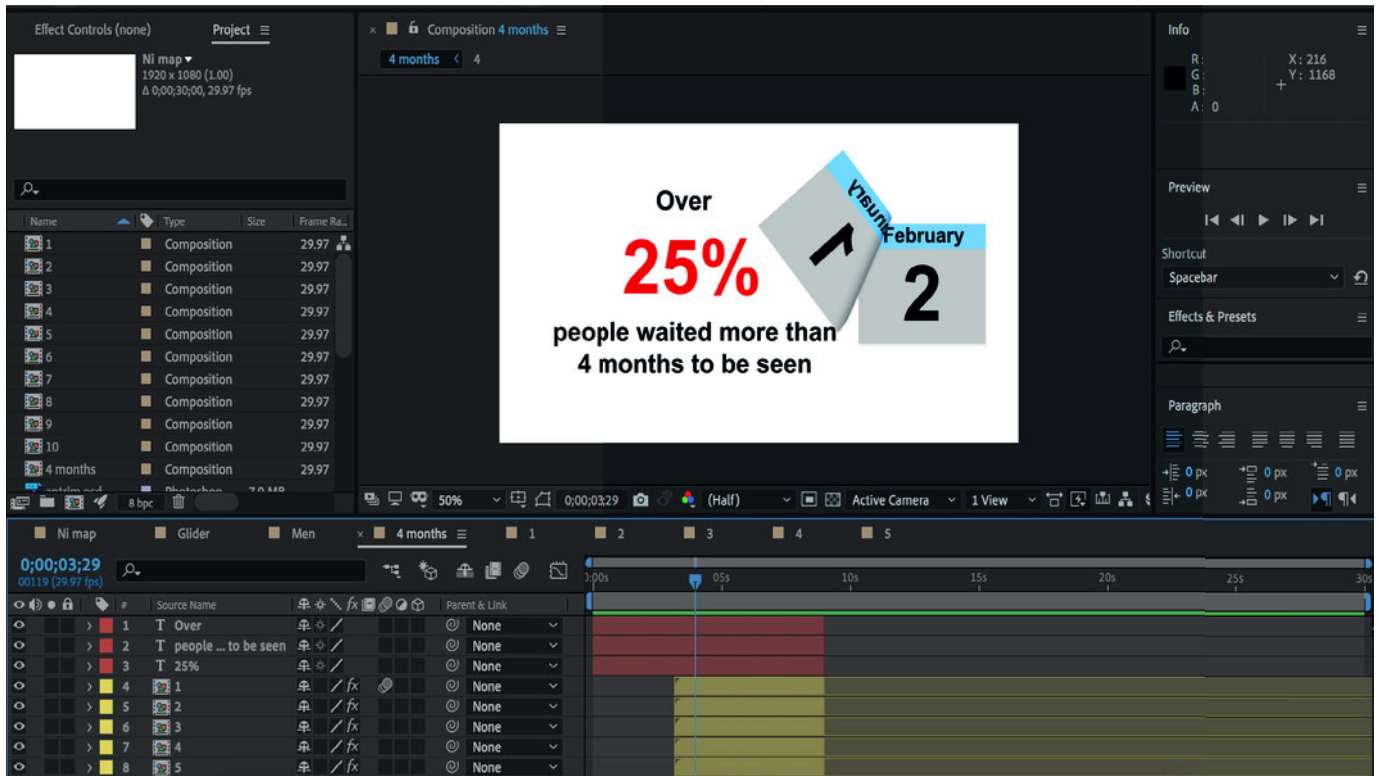 Effect Controls (none)
Project
Ni map
1920 x 1080 (1.00)
Δ 0;00;30;00, 29.97 fps
Name Type Size Frame Ra...
1 Composition 29.97
2 Composition 29.97
3 Composition 29.97
4 Composition 29.97
5 Composition 29.97
6 Composition 29.97
7 Composition 29.97
8 Composition 29.97
9 Composition 29.97
10 Composition 29.97
4 months Composition 29.97
8 bpc
Composition 4 months
4 months < 4
Over
25%
people waited more than
4 months to be seen
January
1
February
2
50% 0;00;03;29 (Half) Active Camera 1 View
Info
R: X: 216
G: Y: 1168
B:
A: 0
Preview
Shortcut
Spacebar
Effects & Presets
Paragraph
0 px 0 px 0 px
0 px 0 px
Ni map Glider Men 4 months 1 2 3 4 5
0;00;03;29
00119 (29.97 fps)
:00s 05s 10s 15s 20s 25s 30s
# Source Name fx Parent & Link
1 T Over None
2 T people ... to be seen None
3 T 25% None
4 1 fx None
5 2 fx None
6 3 fx None
7 4 fx None
8 5 fx None